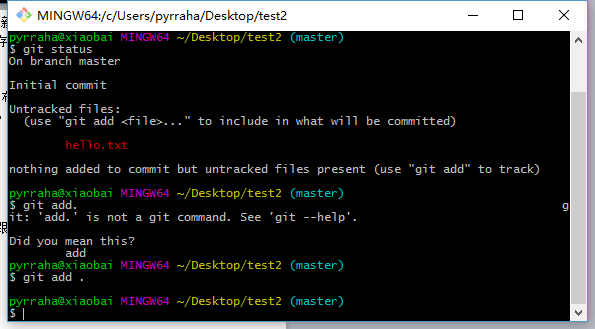 MINGW64:/c/Users/pyrraha/Desktop/test2
pyrraha@xiaobai MINGW64 ~/Desktop/test2 (master)
$ git status
On branch master
Initial commit
Untracked files:
(use "git add <file>..." to include in what will be committed)
hello.txt
nothing added to commit but untracked files present (use "git add" to track)
pyrraha@xiaobai MINGW64 ~/Desktop/test2 (master)
$ git add. g
it: 'add.' is not a git command. See 'git --help'.
Did you mean this?
add
pyrraha@xiaobai MINGW64 ~/Desktop/test2 (master)
$ git add .
pyrraha@xiaobai MINGW64 ~/Desktop/test2 (master)
$